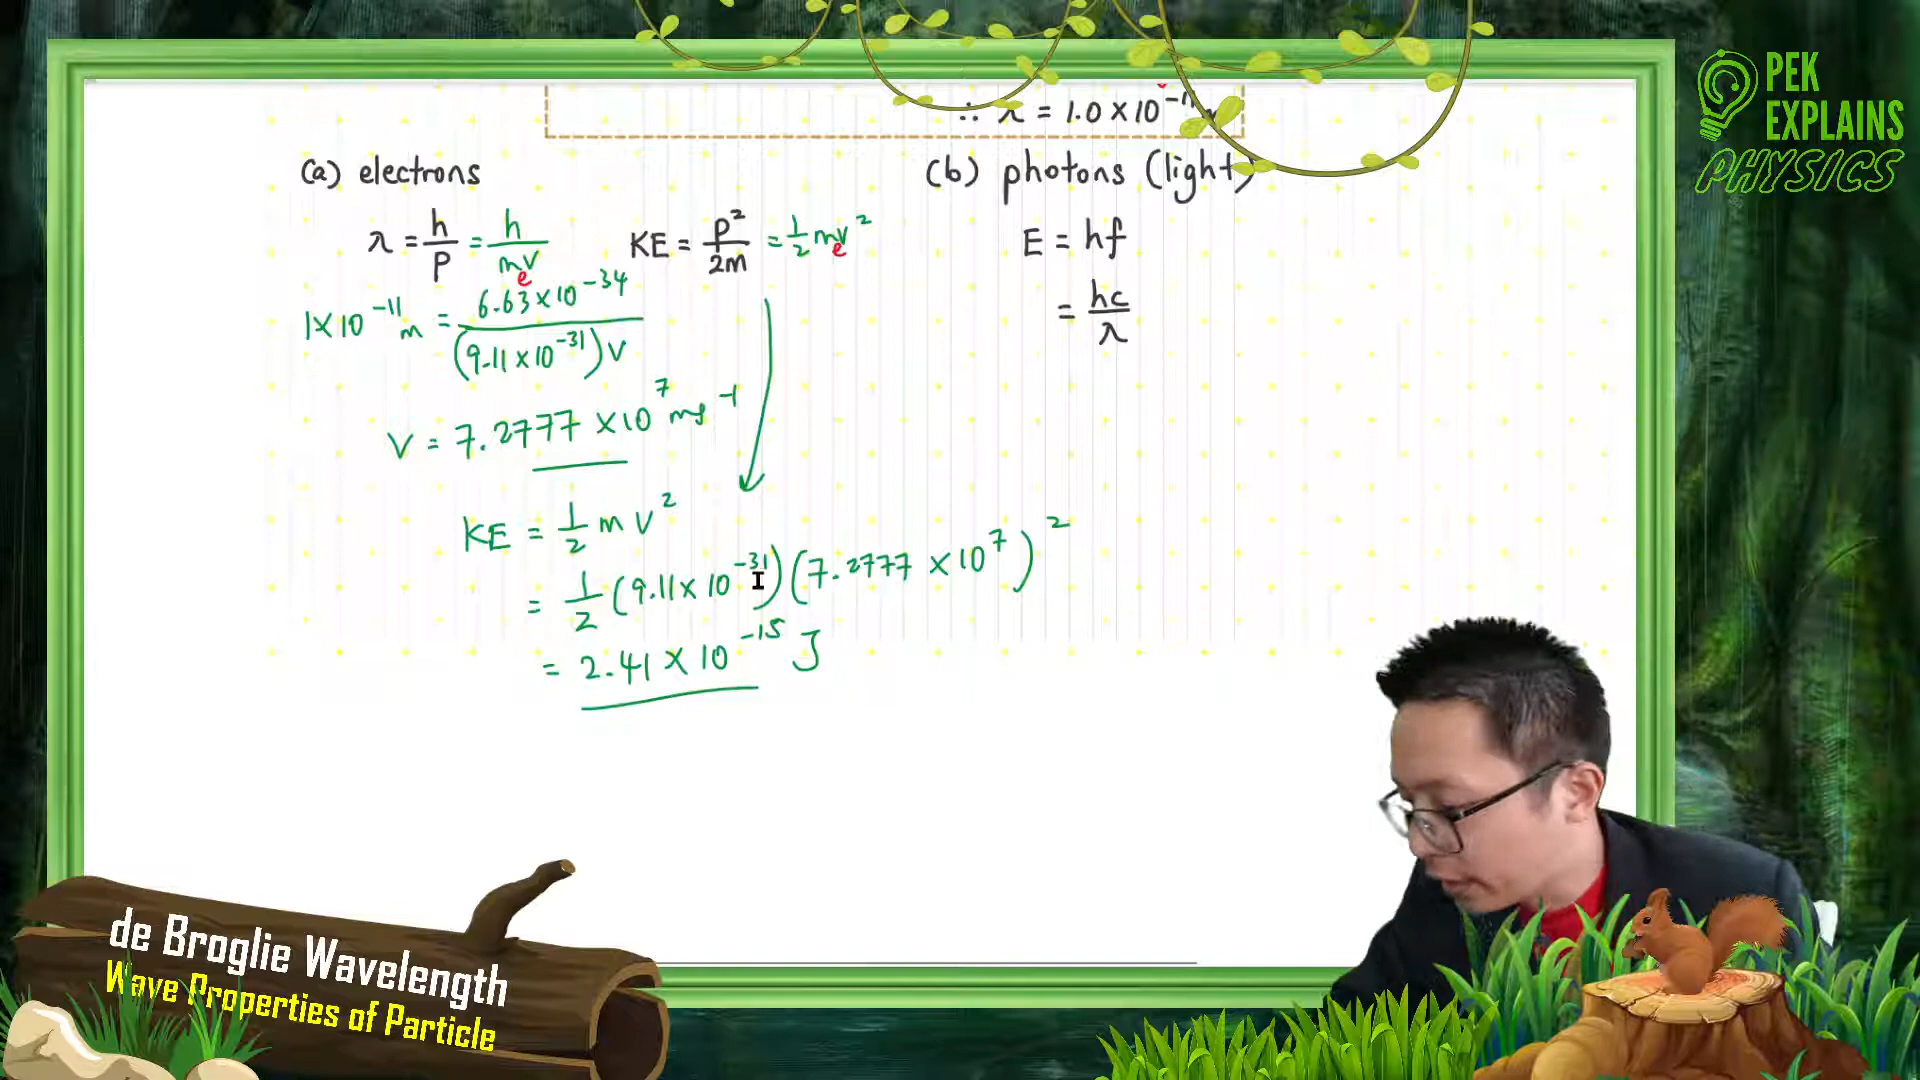 ∴ λ = 1.0 × 10⁻¹¹
(a) electrons
λ = h/p = h/mₑv
KE = p²/2m = ½ mₑv²
1×10⁻¹¹ m = 6.63×10⁻³⁴ / (9.11×10⁻³¹)v
v = 7.2777 ×10⁷ ms⁻¹
KE = ½ m v²
= ½ (9.11×10⁻³¹)(7.2777 ×10⁷)²
= 2.41 × 10⁻¹⁵ J
(b) photons (light)
E = hf
= hc/λ
PEK
EXPLAINS
PHYSICS
de Broglie Wavelength
Wave Properties of Particle